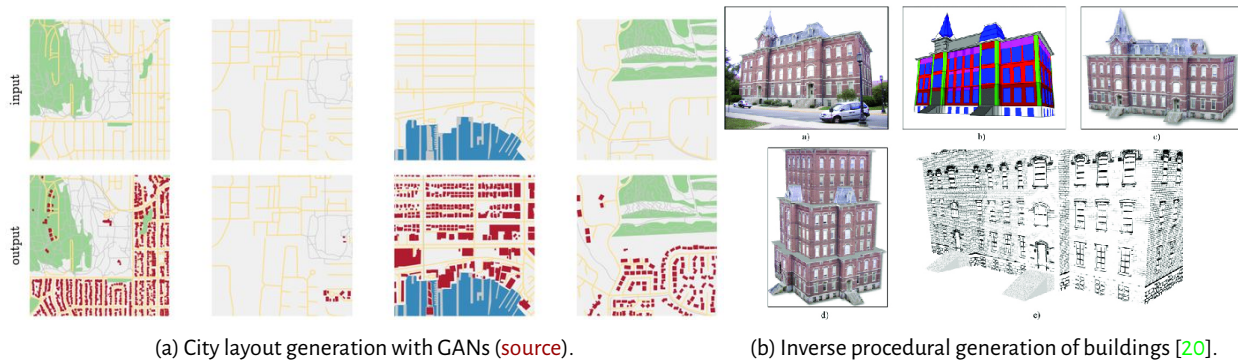 input
output
a)
b)
c)
d)
e)
(a) City layout generation with GANs (source).
(b) Inverse procedural generation of buildings [20].